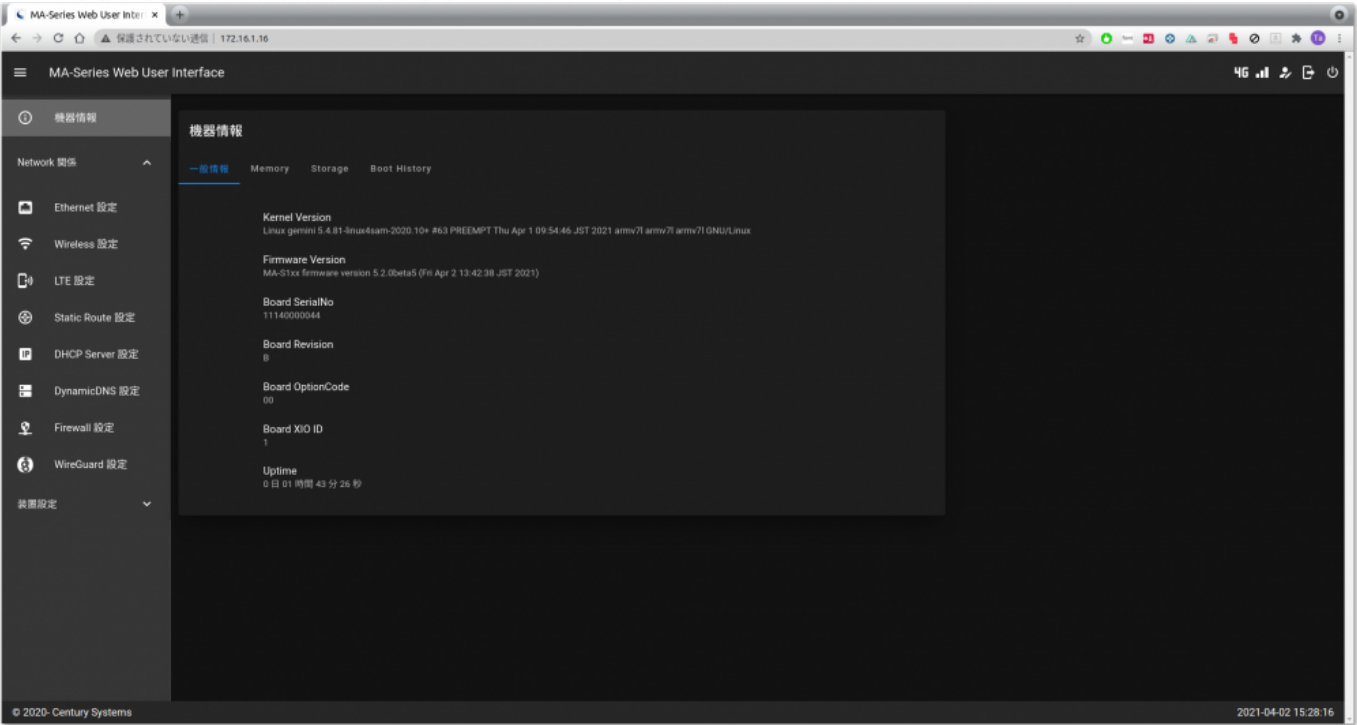 MA-Series Web User Inter
保護されていない通信 | 172.16.1.16
MA-Series Web User Interface
4G
機器情報
Network 関係
Ethernet 設定
Wireless 設定
LTE 設定
Static Route 設定
IP
DHCP Server 設定
DynamicDNS 設定
Firewall 設定
WireGuard 設定
装置設定
機器情報
一般情報 Memory Storage Boot History
Kernel Version
Linux gemini 5.4.81-linux4sam-2020.10+ #63 PREEMPT Thu Apr 1 09:54:46 JST 2021 armv7l armv7l armv7l GNU/Linux
Firmware Version
MA-S1xx firmware version 5.2.0beta5 (Fri Apr 2 13:42:38 JST 2021)
Board SerialNo
11140000044
Board Revision
B
Board OptionCode
00
Board XIO ID
1
Uptime
0 日 01 時間 43 分 26 秒
© 2020- Century Systems
2021-04-02 15:28:16